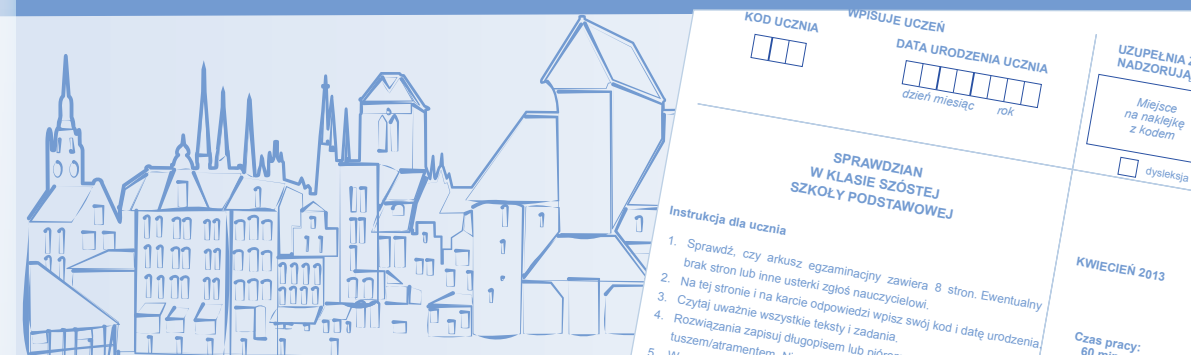 WPISUJE UCZEŃ
KOD UCZNIA
DATA URODZENIA UCZNIA
dzień miesiąc rok
UZUPEŁNIA
NADZORUJĄ
Miejsce
na naklejkę
z kodem
dysleksja
SPRAWDZIAN
W KLASIE SZÓSTEJ
SZKOŁY PODSTAWOWEJ
Instrukcja dla ucznia
1. Sprawdź, czy arkusz egzaminacyjny zawiera 8 stron. Ewentualny
brak stron lub inne usterki zgłoś nauczycielowi.
2. Na tej stronie i na karcie odpowiedzi wpisz swój kod i datę urodzenia.
3. Czytaj uważnie wszystkie teksty i zadania.
4. Rozwiązania zapisuj długopisem lub
tuszem/atramentem.
5.
KWIECIEŃ 2013
Czas pracy:
60